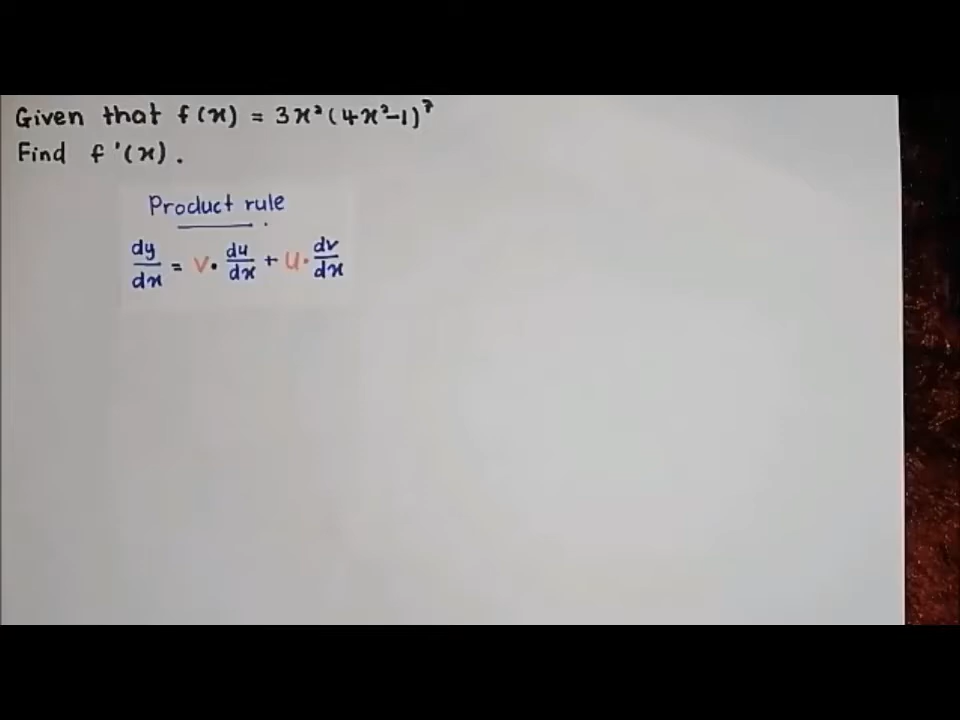 Given that f(x) = 3x²(4x²-1)⁷
Find f'(x).
Product rule
dy/dx = v · du/dx + u · dv/dx